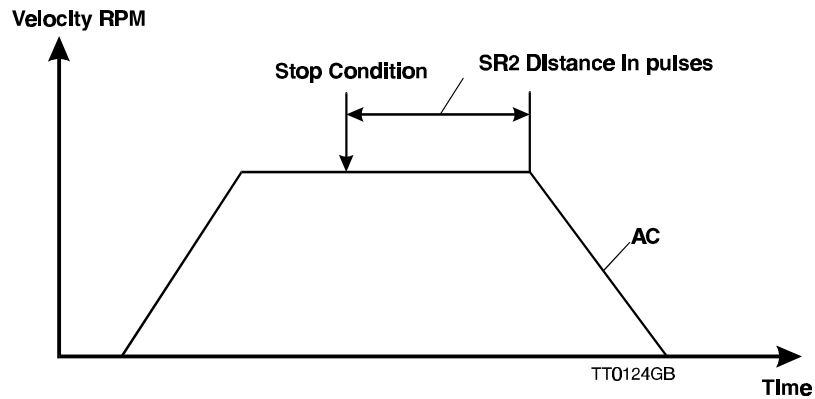 Velocity RPM
Stop Condition
SR2 Distance in pulses
AC
TT0124GB
Time